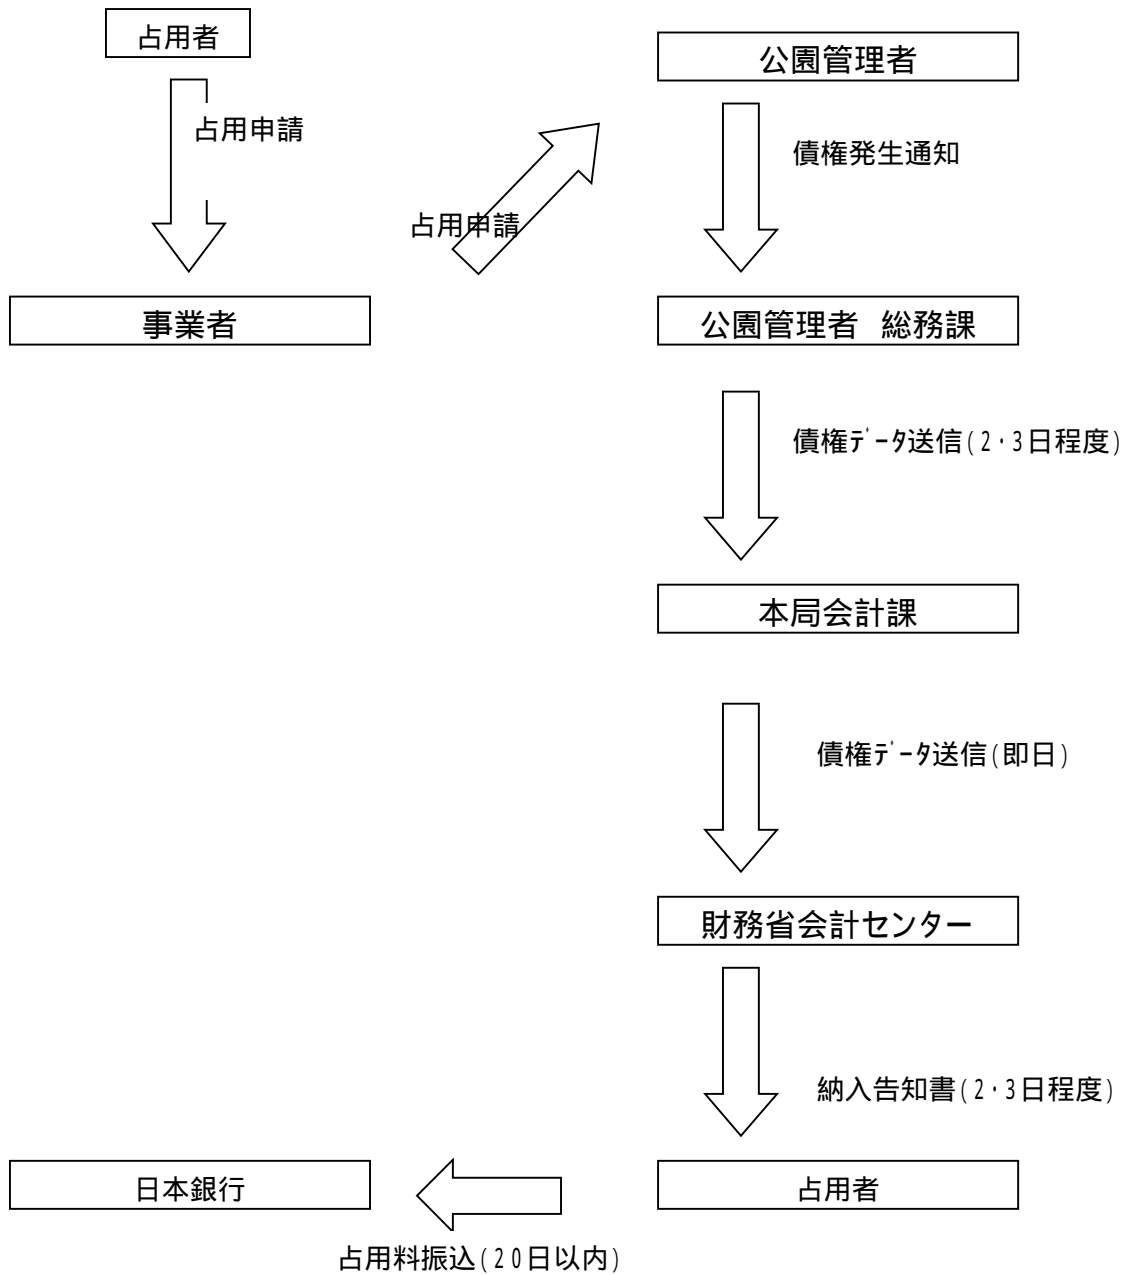 占用者
占用申請
事業者
占用申請
公園管理者
債権発生通知
公園管理者 総務課
債権ﾃﾞｰﾀ送信(2・3日程度)
本局会計課
債権ﾃﾞｰﾀ送信(即日)
財務省会計センター
納入告知書(2・3日程度)
占用者
日本銀行
占用料振込(20日以内)